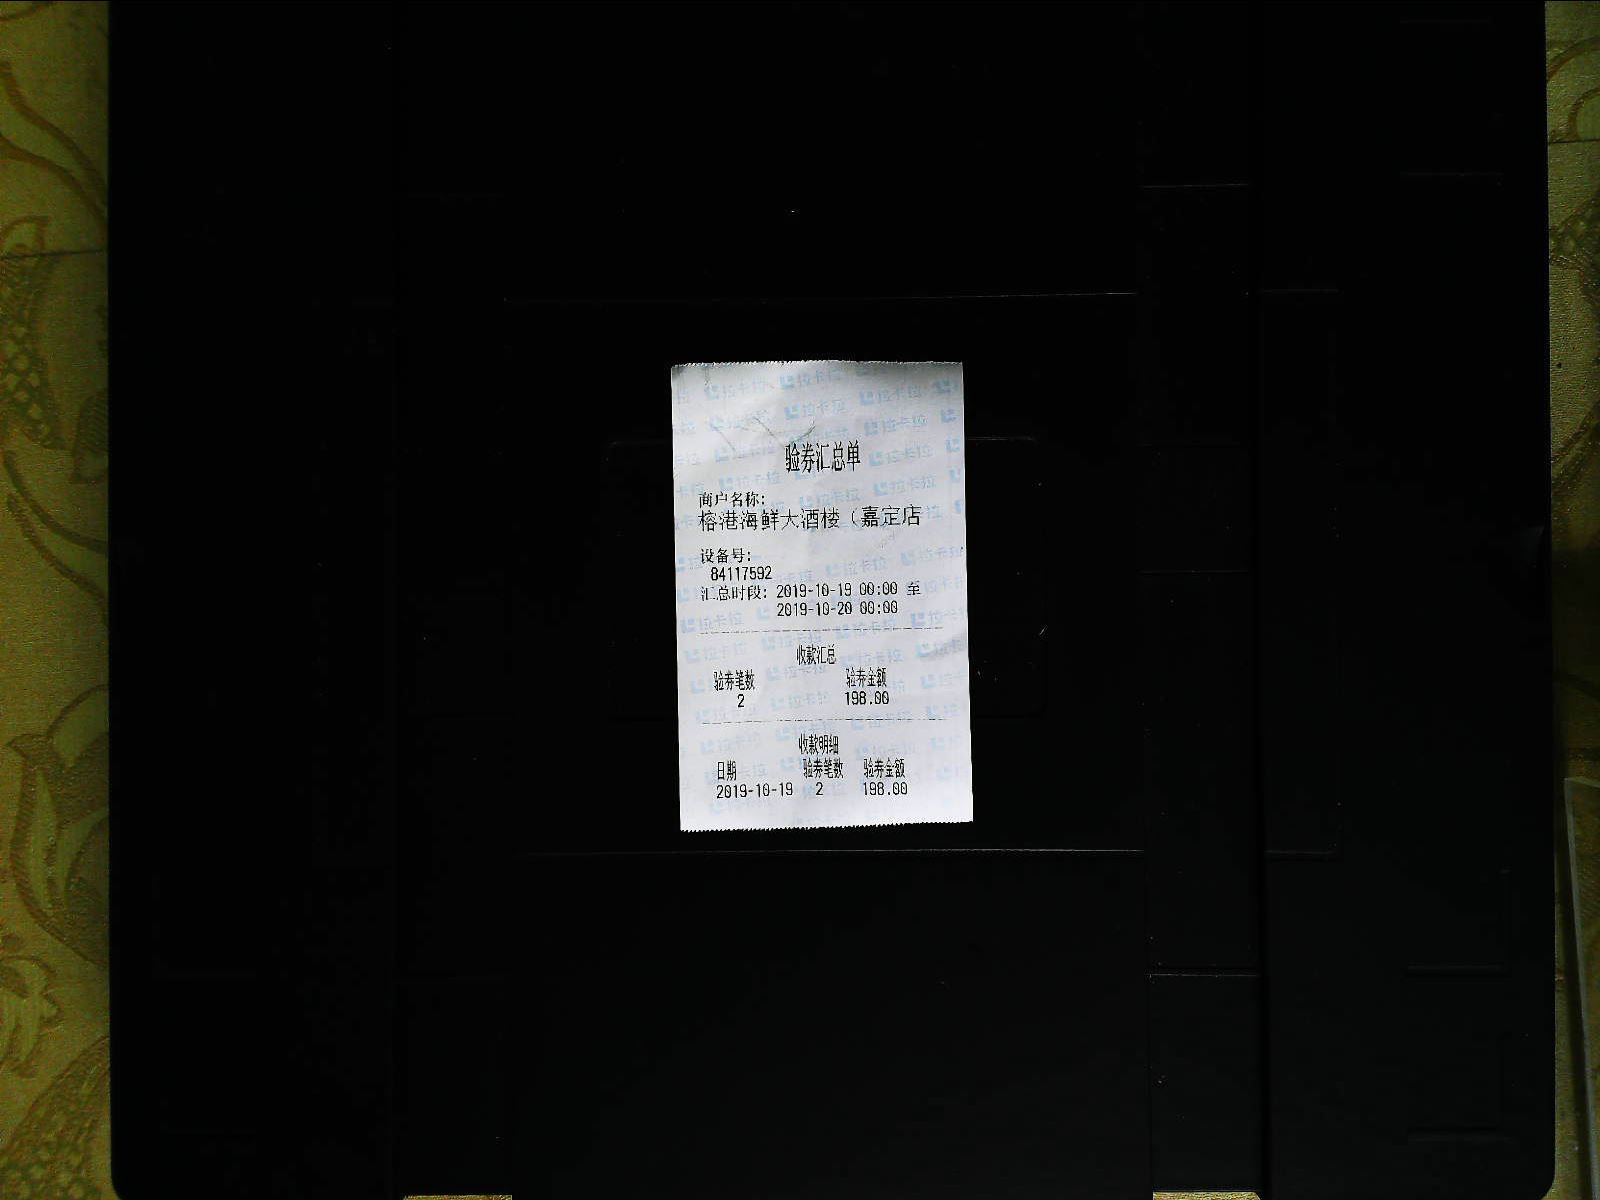 验券汇总单
商户名称:
榕港海鲜大酒楼（嘉定店
设备号:
84117592
汇总时段: 2019-10-19 00:00 至
2019-10-20 00:00
收款汇总
验券笔数 验券金额
2 198.00
收款明细
日期 验券笔数 验券金额
2019-10-19 2 198.00